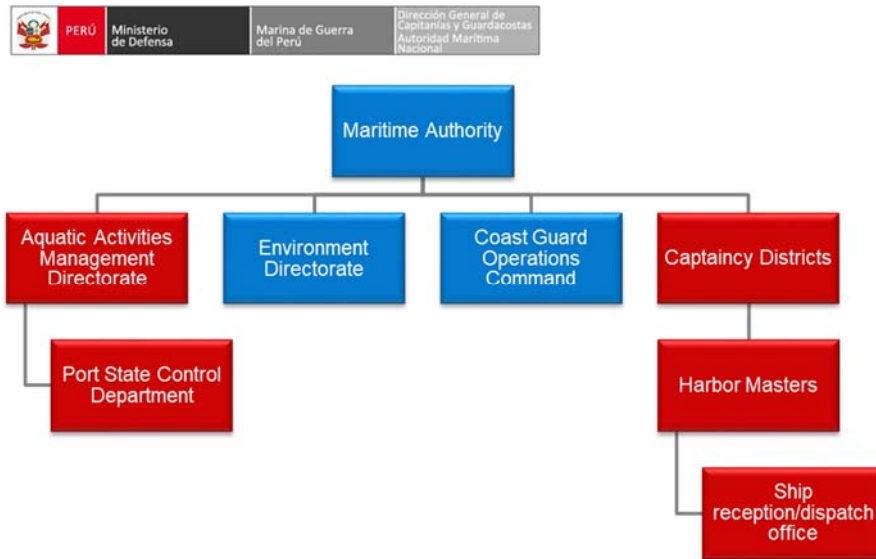 PERÚ
Ministerio
de Defensa
Marina de Guerra
del Perú
Dirección General de
Capitanías y Guardacostas
Autoridad Marítima
Nacional
Maritime Authority
Aquatic Activities
Management
Directorate
Environment
Directorate
Coast Guard
Operations
Command
Captaincy Districts
Port State Control
Department
Harbor Masters
Ship
reception/dispatch
office